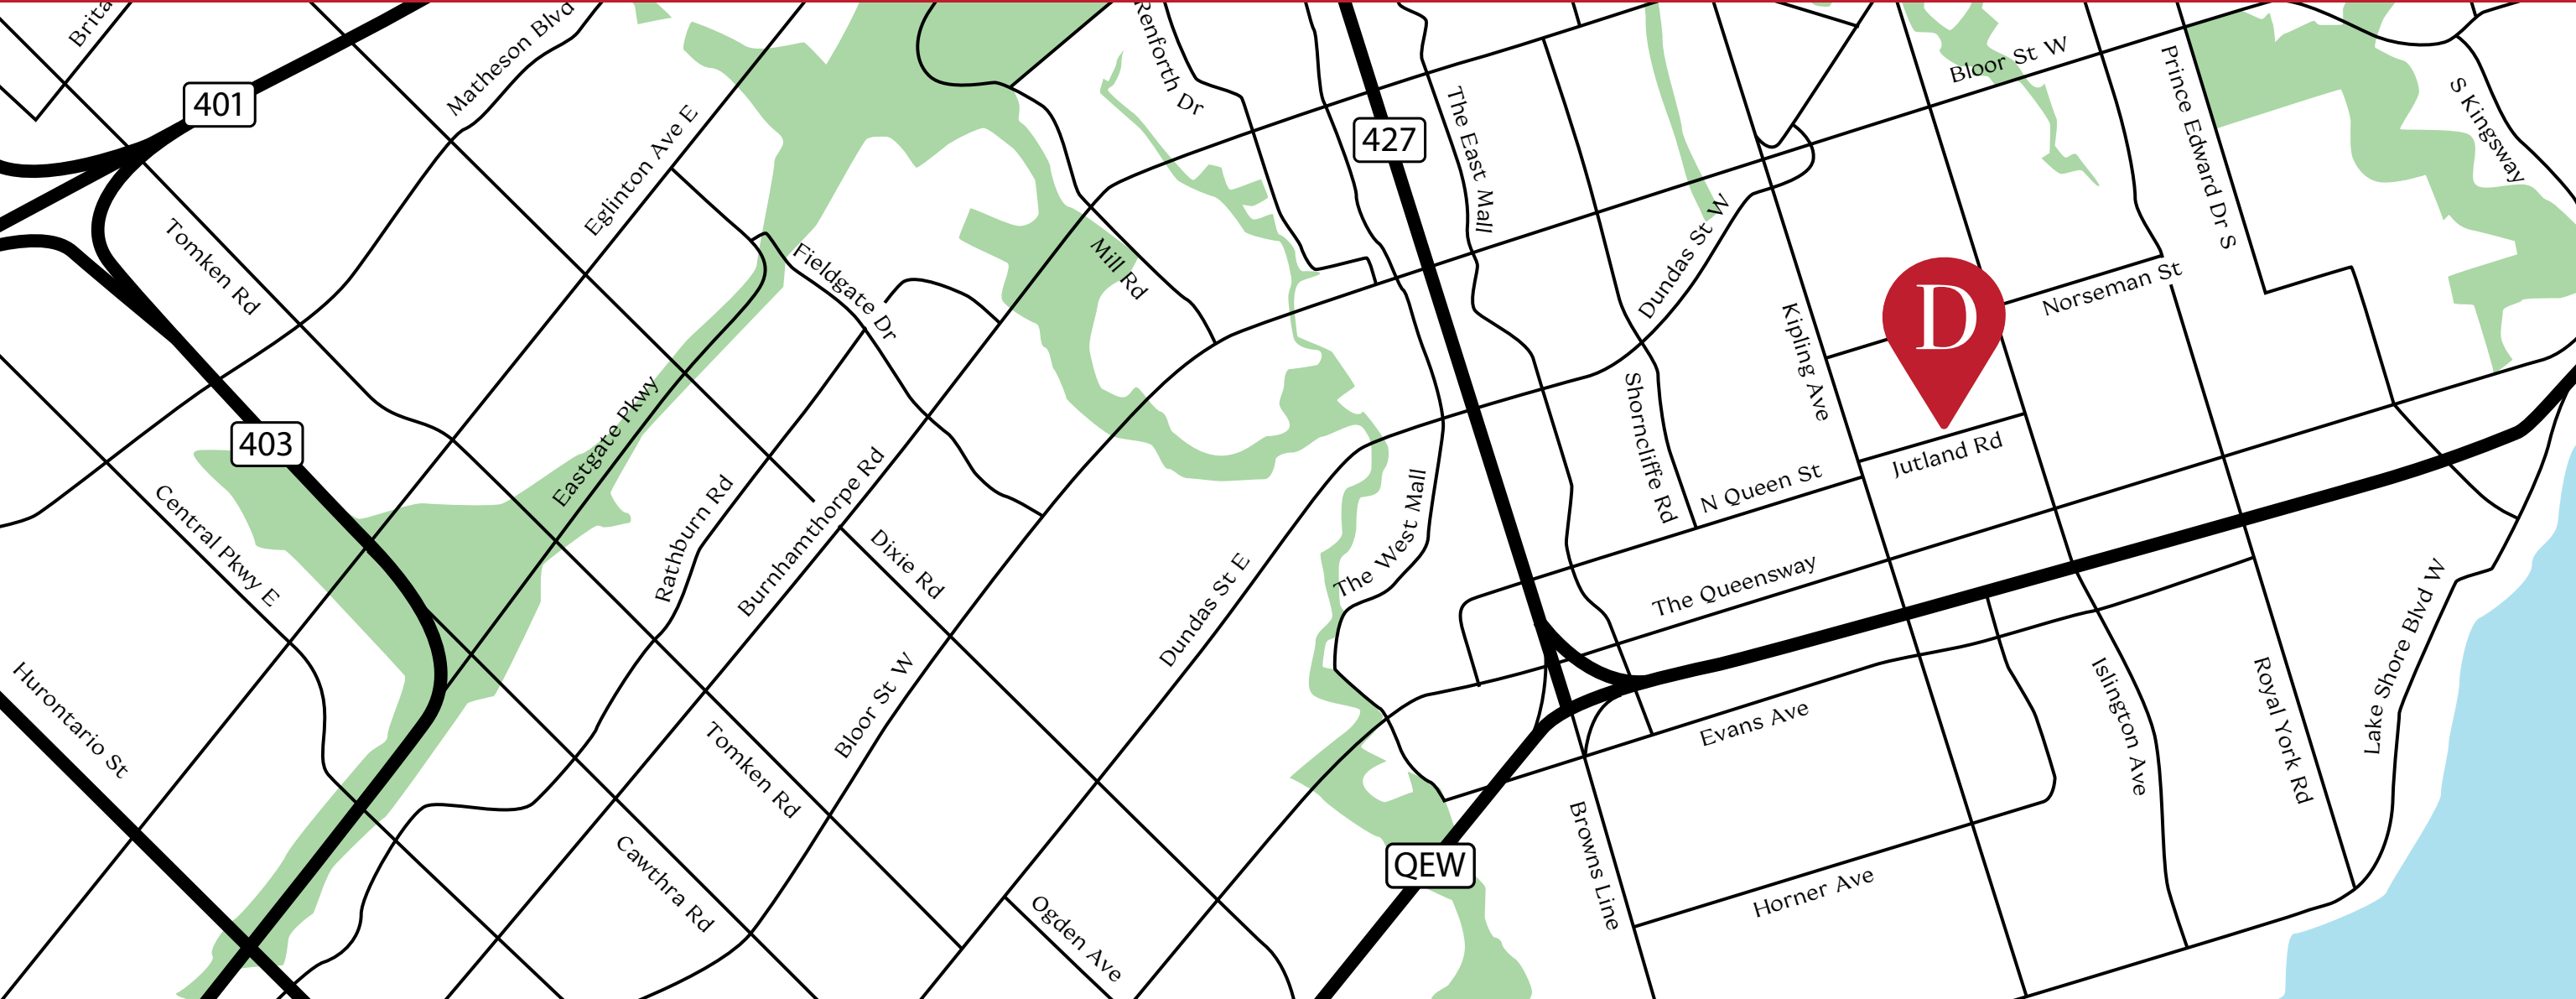 Brita
Matheson Blvd
401
Eglinton Ave E
Tomken Rd
Renforth Dr
427
The East Mall
Bloor St W
Prince Edward Dr S
S Kingsway
Mill Rd
Fieldgate Dr
Dundas St W
Kipling Ave
D
Norseman St
403
Eastgate Pkwy
Central Pkwy E
Rathburn Rd
Burnhamthorpe Rd
Dixie Rd
Shorncliffe Rd
Jutland Rd
N Queen St
The West Mall
The Queensway
Dundas St E
Hurontario St
Bloor St W
Tomken Rd
Evans Ave
Islington Ave
Royal York Rd
Lake Shore Blvd W
Cawthra Rd
QEW
Browns Line
Horner Ave
Ogden Ave